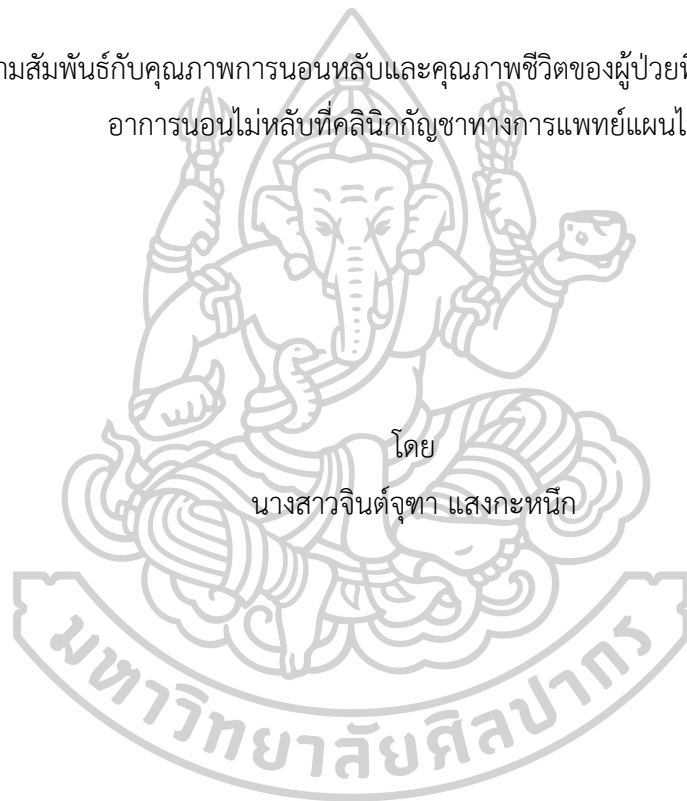 ามสัมพันธ์กับคุณภาพการนอนหลับและคุณภาพชีวิตของผู้ป่วยที
อาการนอนไม่หลับที่คลินิกกัญชาทางการแพทย์แผนไ
โดย
นางสาวจินต์จุฑา แสงกะหนึก
มหาวิทยาลัยศิลปากร